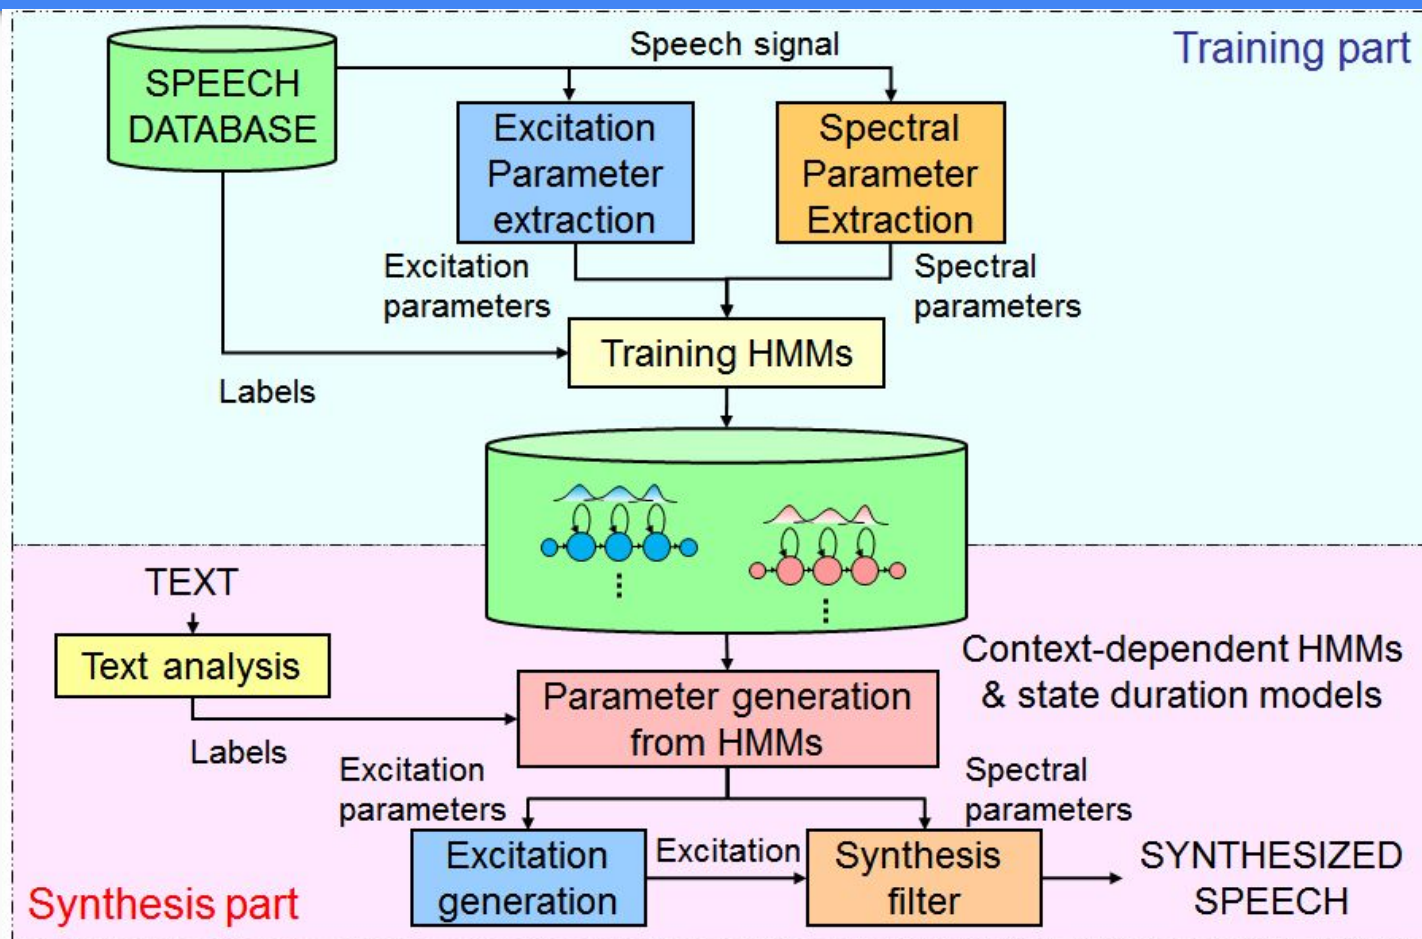 Speech signal
Training part
SPEECH
DATABASE
Excitation
Parameter
extraction
Spectral
Parameter
Extraction
Excitation
parameters
Spectral
parameters
Training HMMs
Labels
TEXT
Text analysis
Context-dependent HMMs
& state duration models
Parameter generation
from HMMs
Labels
Excitation
parameters
Spectral
parameters
Excitation
generation
Excitation
Synthesis
filter
SYNTHESIZED
SPEECH
Synthesis part